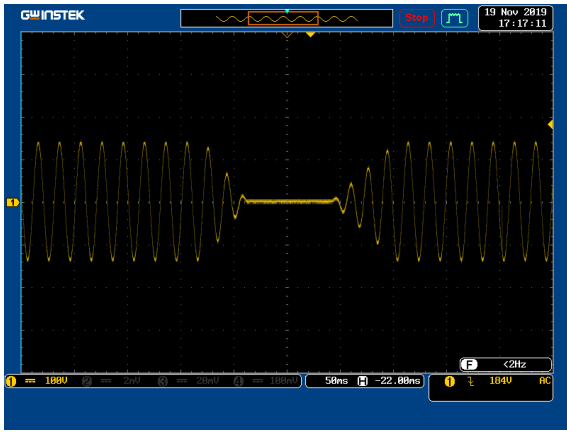 GWINSTEK
Stop
19 Nov 2019
17:17:11
1
F <2Hz
1 100V 2 2mV 3 20mV 4 100mV 50ms H -22.00ms 1 184V AC